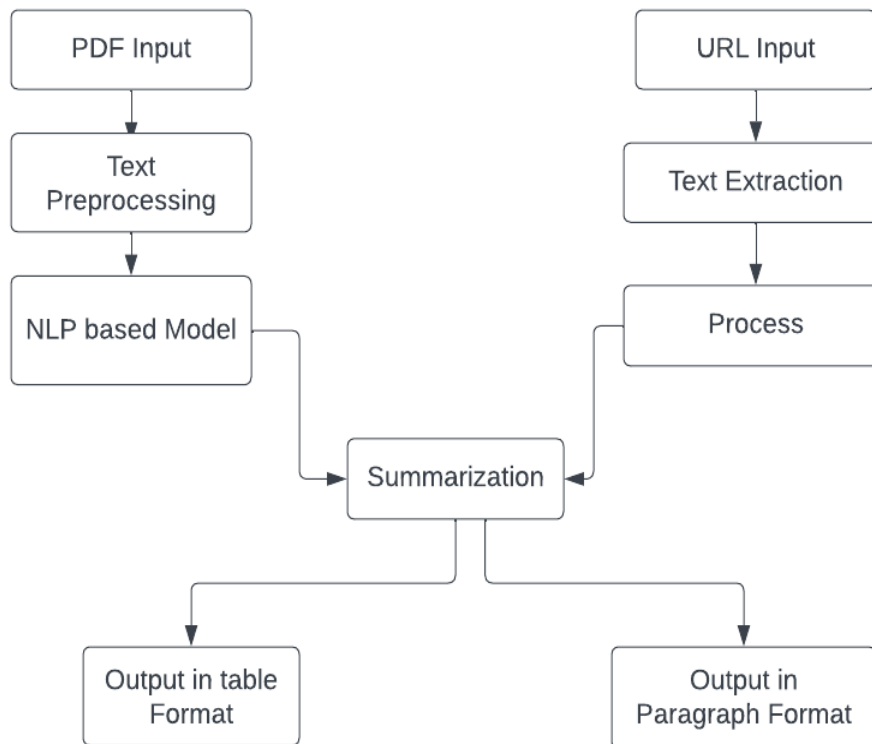 PDF Input
URL Input
Text
Preprocessing
Text Extraction
NLP based Model
Process
Summarization
Output in table
Format
Output in
Paragraph Format